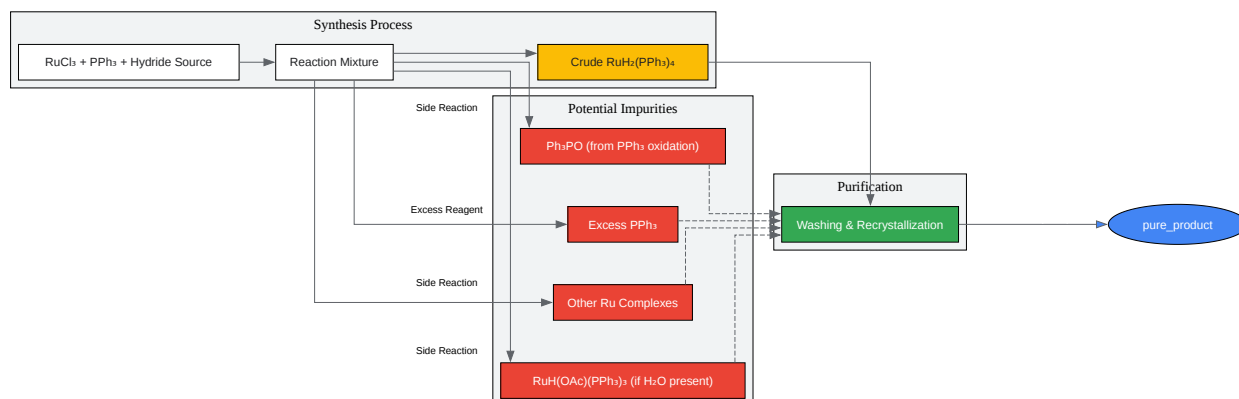 Synthesis Process
RuCl₃ + PPh₃ + Hydride Source
Reaction Mixture
Crude RuH₂(PPh₃)₄
Side Reaction
Potential Impurities
Ph₃PO (from PPh₃ oxidation)
Purification
Excess Reagent
Excess PPh₃
Washing & Recrystallization
pure_product
Side Reaction
Other Ru Complexes
Side Reaction
RuH(OAc)(PPh₃)₃ (if H₂O present)